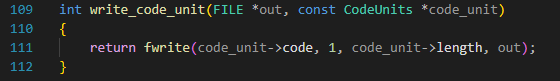 109 int write_code_unit(FILE *out, const CodeUnits *code_unit)
110 {
111     return fwrite(code_unit->code, 1, code_unit->length, out);
112 }